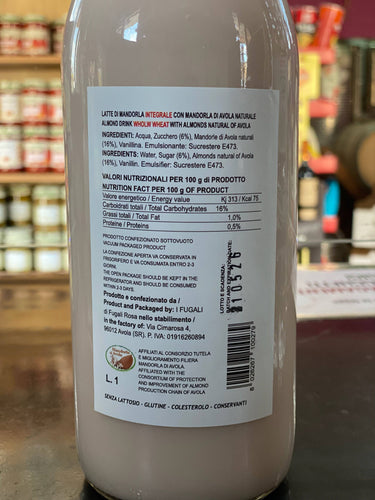 LATTE DI MANDORLA INTEGRALE CON MANDORLA DI AVOLA NATURALE
ALMOND DRINK WHOLM WHEAT WITH ALMONDS NATURAL OF AVOLA
INGREDIENTI: Acqua, Zucchero (6%), Mandorle di Avola naturali
(16%), Vanillina. Emulsionante: Sucrestere E473.
INGREDIENTS: Water, Sugar (6%), Almonds natural of Avola
(16%), Vanillin. Emulsifier: Sucrestere E473.
VALORI NUTRIZIONALI PER 100 g di PRODOTTO
NUTRITION FACT PER 100 g OF PRODUCT
Valore energetico / Energy value Kj 313 / Kcal 75
Carboidrati totali / Total Carbohydrates 16%
Grassi totali / Total Fat 1,0%
Proteine / Proteins 0,5%
PRODOTTO CONFEZIONATO SOTTOVUOTO
VACUUM PACKAGED PRODUCT
LA CONFEZIONE APERTA VA CONSERVATA IN
FRIGORIFERO E VA CONSUMATA ENTRO 2-3
GIORNI.
THE OPEN PACKAGE SHOULD BE KEPT IN THE
REFRIGERATOR AND SHOULD BE CONSUMED
WITHIN 2-3 DAYS.
Prodotto e confezionato da /
Product and Packaged by: I FUGALI
di Fugali Rosa nello stabilimento /
in the factory of: Via Cimarosa 4,
96012 Avola (SR). P. IVA: 01916260894
LOTTO E SCADENZA:
310526
AFFILIATI AL CONSORZIO TUTELA
E MIGLIORAMENTO FILIERA
MANDORLA DI AVOLA.
AFFILIATED WITH THE
CONSORTIUM OF PROTECTION
AND IMPROVEMENT OF ALMOND
PRODUCTION CHAIN OF AVOLA
L. 1
SENZA LATTOSIO - GLUTINE - COLESTEROLO - CONSERVANTI